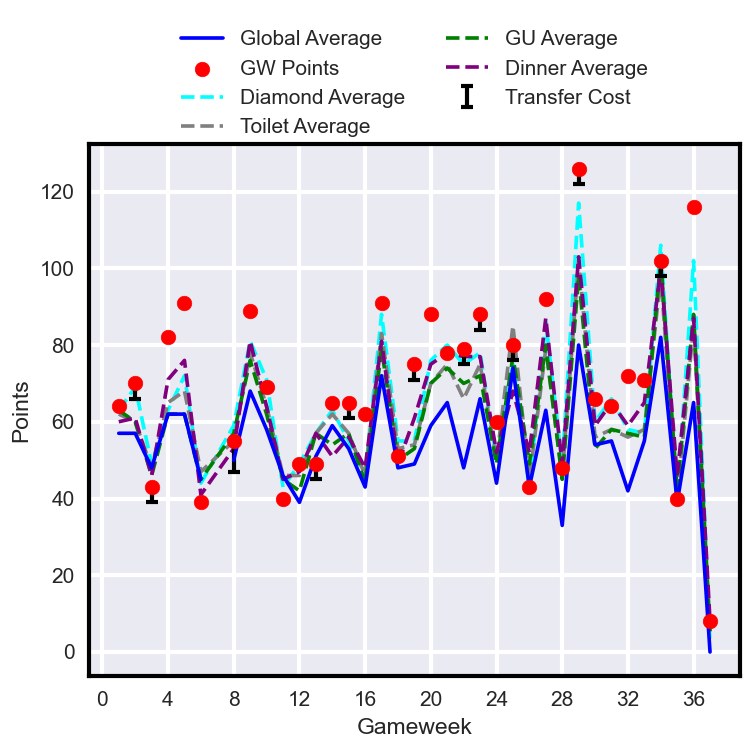 Global Average
GW Points
Diamond Average
Toilet Average
GU Average
Dinner Average
Transfer Cost
Points
120
100
80
60
40
20
0
0 4 8 12 16 20 24 28 32 36
Gameweek